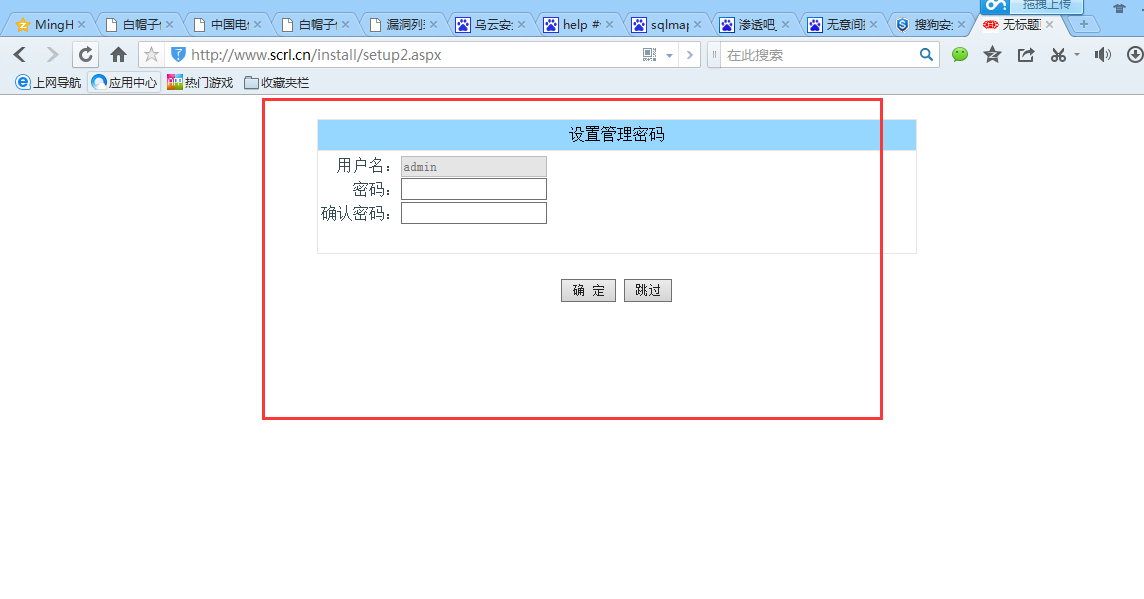 拖拽上传
MingH
白帽子
中国电
白帽子
漏洞列
乌云安
help #
sqlmap
渗透吧
无意间
搜狗安
无标题
http://www.scrl.cn/install/setup2.aspx
在此搜索
上网导航 应用中心 热门游戏 收藏夹栏
设置管理密码
用户名: admin
密码:
确认密码:
确 定 跳过